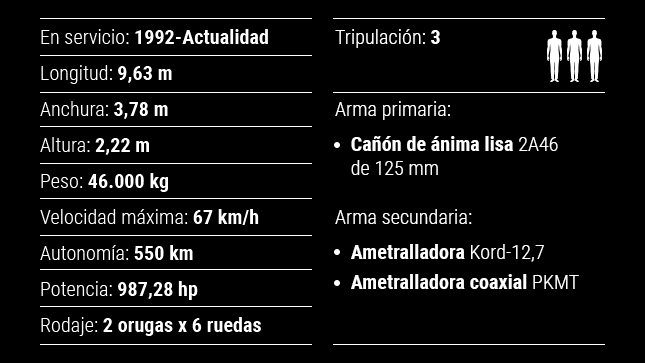 En servicio: 1992-Actualidad
Longitud: 9,63 m
Anchura: 3,78 m
Altura: 2,22 m
Peso: 46.000 kg
Velocidad máxima: 67 km/h
Autonomía: 550 km
Potencia: 987,28 hp
Rodaje: 2 orugas x 6 ruedas
Tripulación: 3
Arma primaria:
• Cañón de ánima lisa 2A46
de 125 mm
Arma secundaria:
• Ametralladora Kord-12,7
• Ametralladora coaxial PKMT